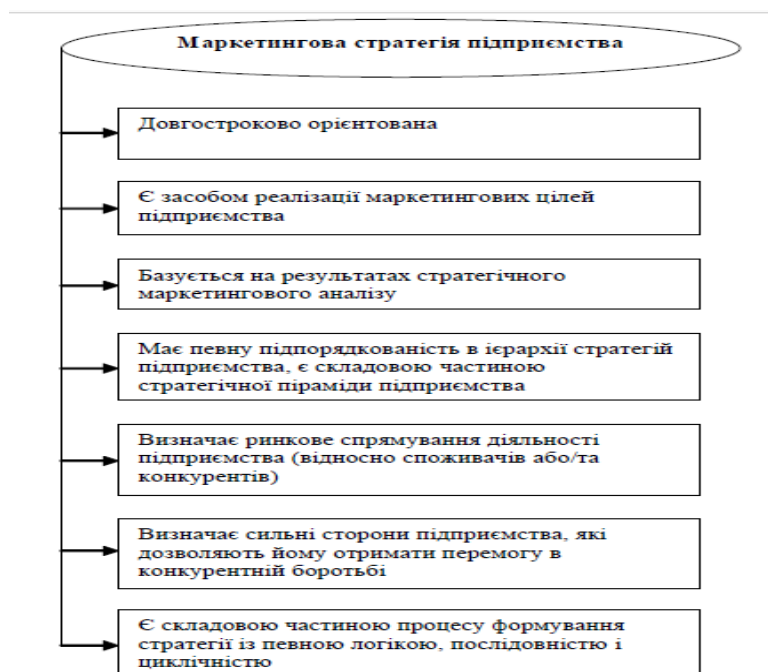 Маркетингова стратегія підприємства
Довгостроково орієнтована
Є засобом реалізації маркетингових цілей
підприємства
Базується на результатах стратегічного
маркетингового аналізу
Має певну підпорядкованість в ієрархії стратегій
підприємства, є складовою частиною
стратегічної піраміди підприємства
Визначає ринкове спрямування діяльності
підприємства (відносно споживачів або/та
конкурентів)
Визначає сильні сторони підприємства, які
дозволяють йому отримати перемогу в
конкурентній боротьбі
Є складовою частиною процесу формування
стратегії із певною логікою, послідовністю і
циклічністю